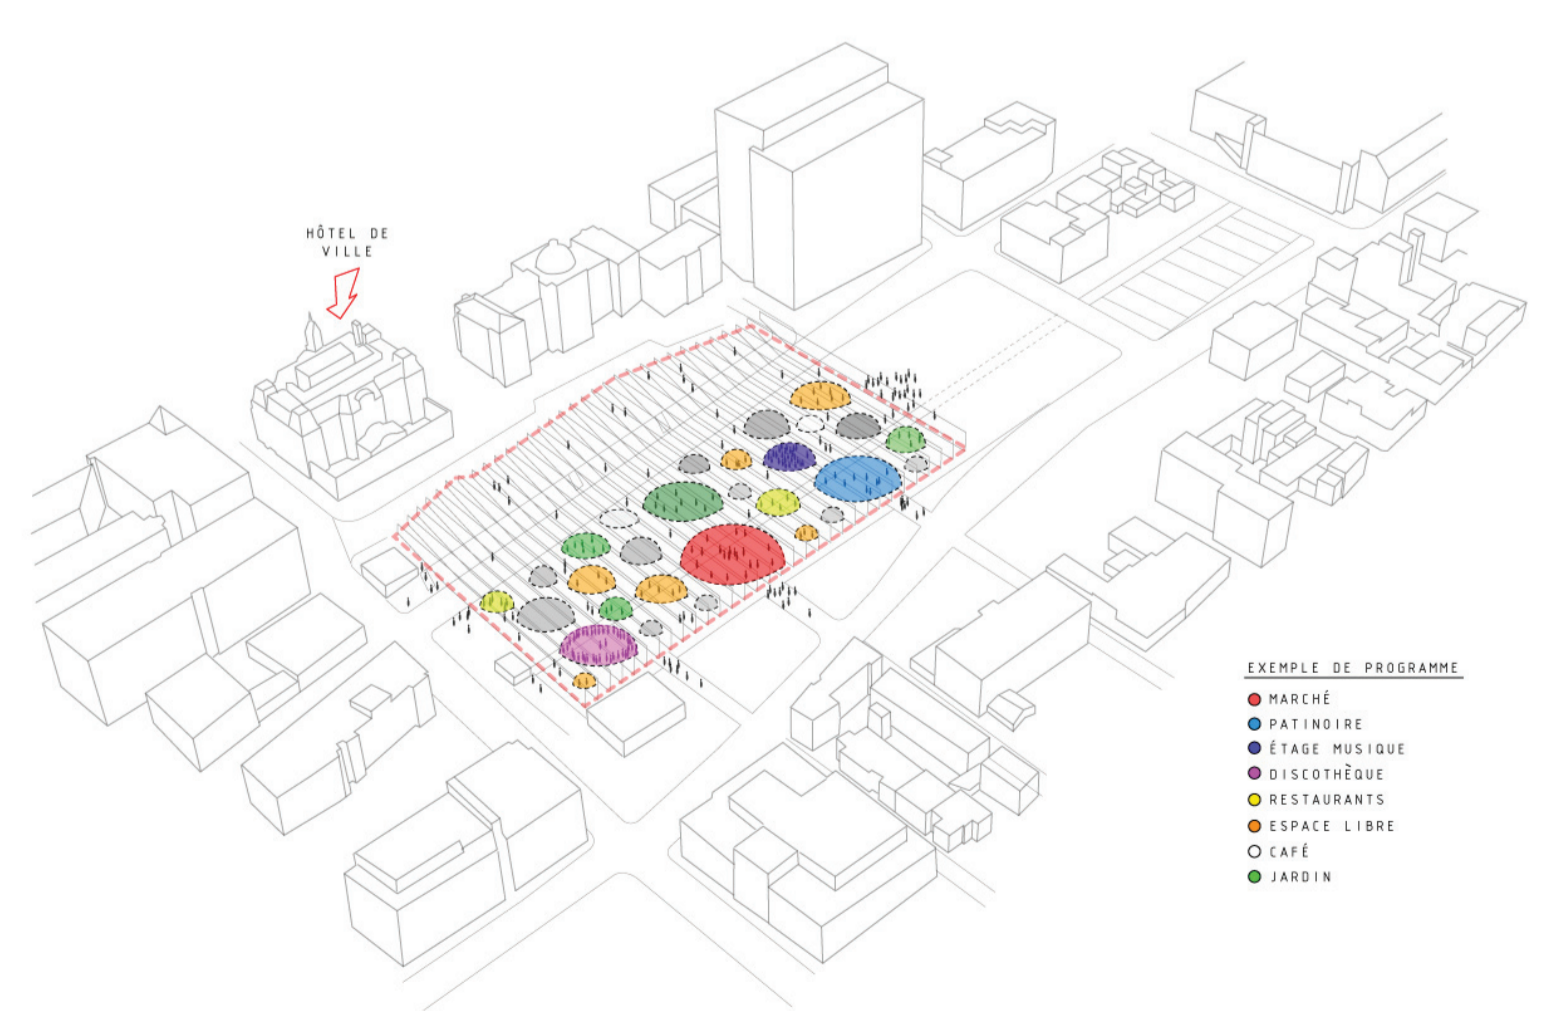 HÔTEL DE
VILLE
EXEMPLE DE PROGRAMME
MARCHÉ
PATINOIRE
ÉTAGE MUSIQUE
DISCOTHÈQUE
RESTAURANTS
ESPACE LIBRE
CAFÉ
JARDIN